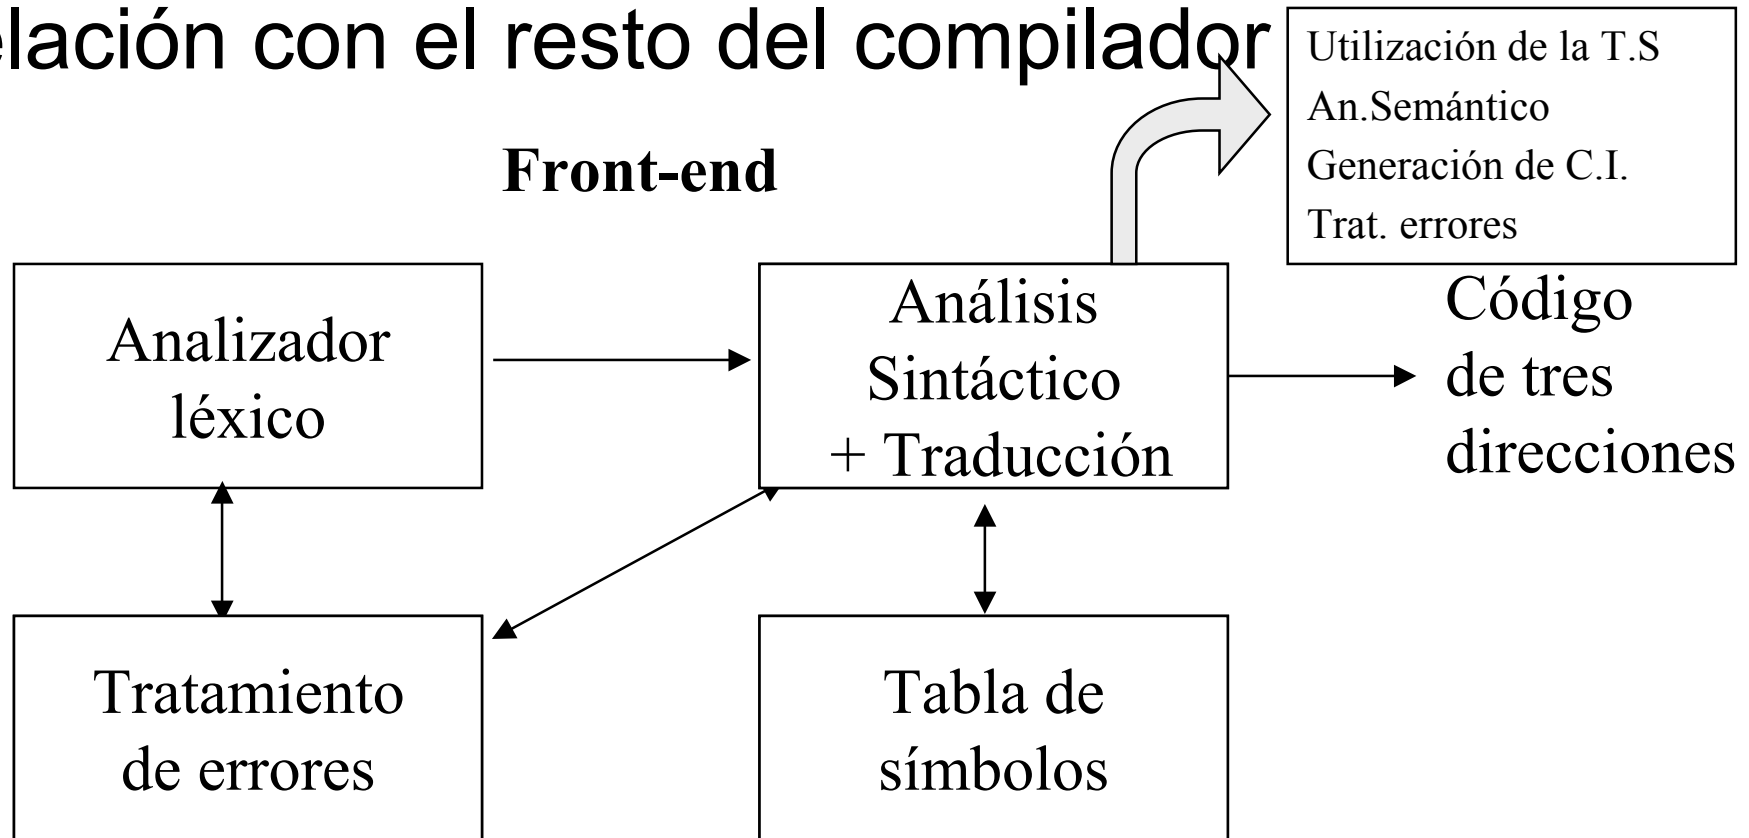 elación con el resto del compilador
Utilización de la T.S
An.Semántico
Generación de C.I.
Trat. errores
Front-end
Analizador
léxico
Análisis
Sintáctico
+ Traducción
Código
de tres
direcciones
Tratamiento
de errores
Tabla de
símbolos